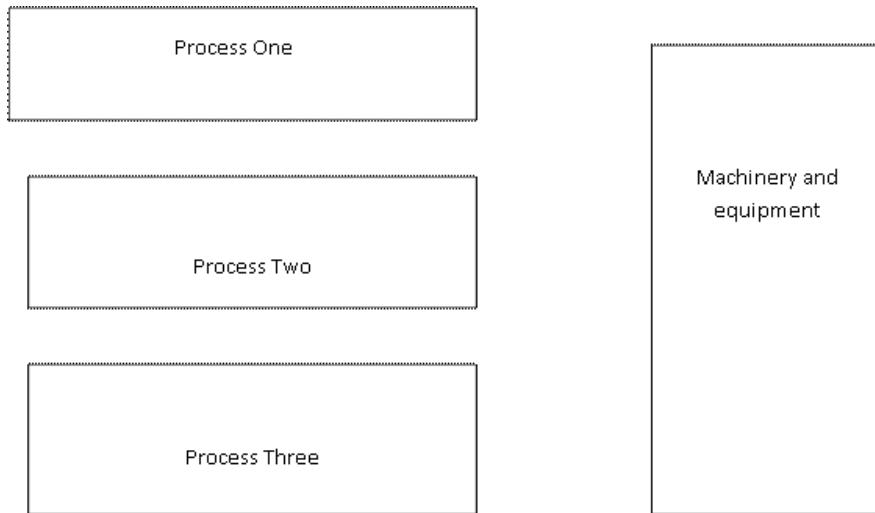 Process One
Machinery and
equipment
Process Two
Process Three